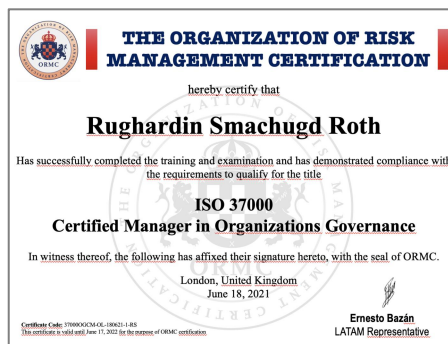 THE ORGANIZATION OF RISK
MANAGEMENT CERTIFICATION
ORMC
hereby certify that
Rughardin Smachugd Roth
Has successfully completed the training and examination and has demonstrated compliance with
the requirements to qualify for the title
ISO 37000
Certified Manager in Organizations Governance
In witness thereof, the following has affixed their signature hereto, with the seal of ORMC.
London, United Kingdom
June 18, 2021
Ernesto Bazán
LATAM Representative
Certificate Code: 37000OGCM-OL-180621-1-RS
This certificate is valid until June 17, 2022 for the purpose of ORMC certification